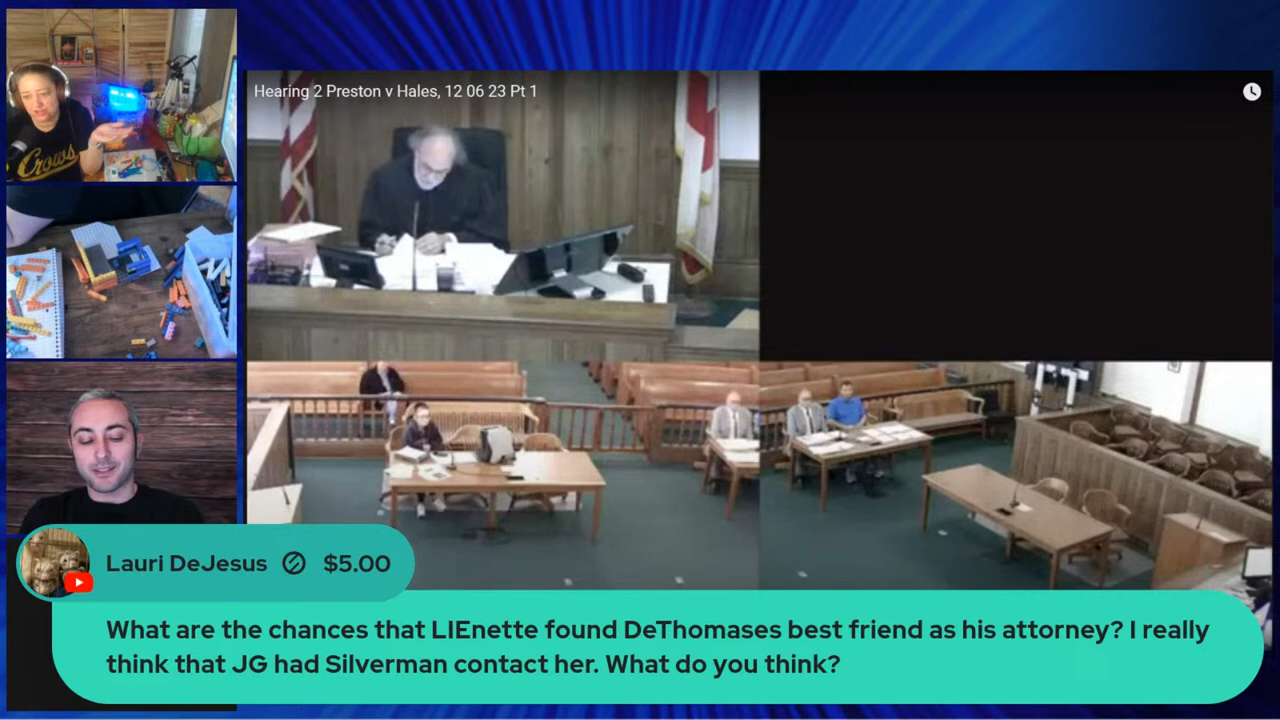 Crows
Hearing 2 Preston v Hales, 12 06 23 Pt 1
Lauri DeJesus $5.00
What are the chances that LIEnette found DeThomases best friend as his attorney? I really
think that JG had Silverman contact her. What do you think?